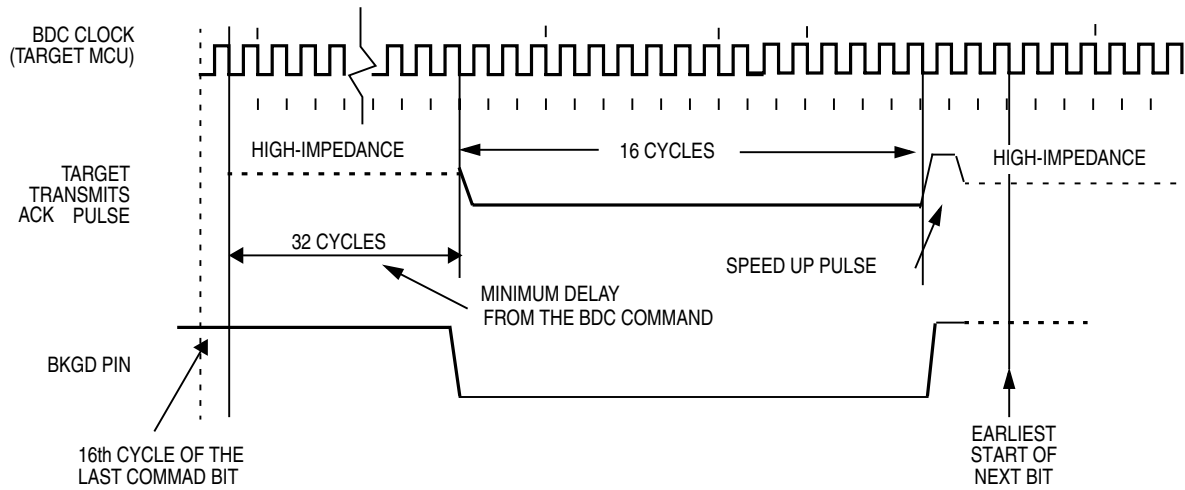 BDC CLOCK
(TARGET MCU)
HIGH-IMPEDANCE
16 CYCLES
HIGH-IMPEDANCE
TARGET
TRANSMITS
ACK PULSE
32 CYCLES
SPEED UP PULSE
MINIMUM DELAY
FROM THE BDC COMMAND
BKGD PIN
16th CYCLE OF THE
LAST COMMAD BIT
EARLIEST
START OF
NEXT BIT